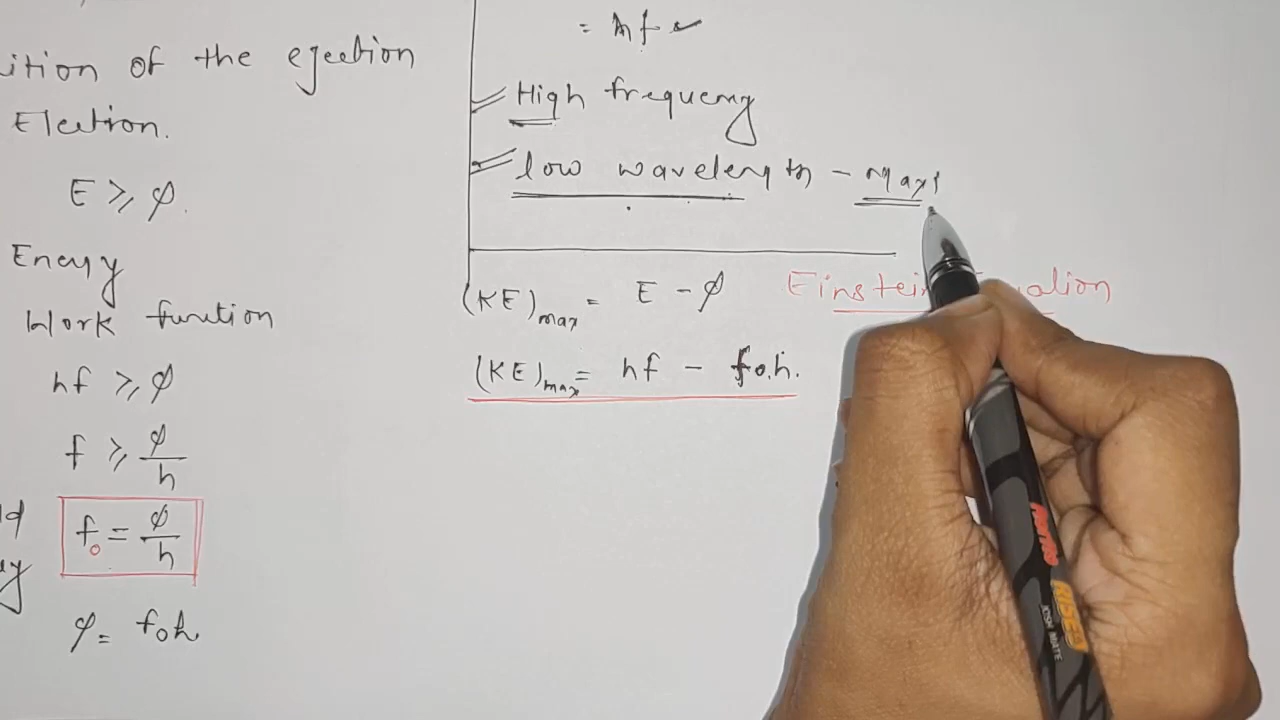 ition of the ejection
Electron.
E ⩾ φ.
Energy
Work function
hf ⩾ φ
f ⩾ φ/h
f₀ = φ/h
φ = f₀h
= hf
High frequency
low wavelength - Max
(KE)max = E - φ
Einstein
(KE)max = hf - f₀.h.